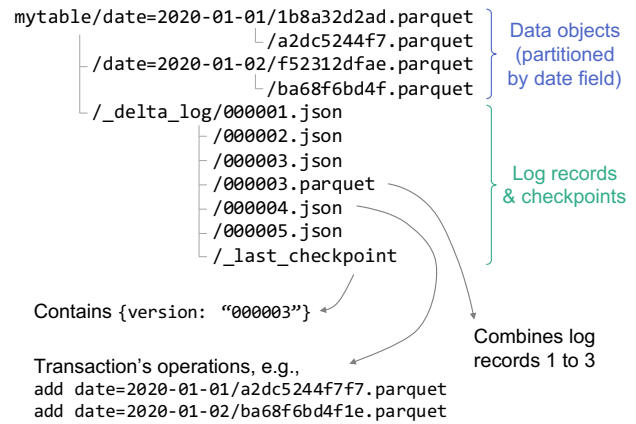 mytable/date=2020-01-01/1b8a32d2ad.parquet
/a2dc5244f7.parquet
/date=2020-01-02/f52312dfae.parquet
/ba68f6bd4f.parquet
/_delta_log/000001.json
/000002.json
/000003.json
/000003.parquet
/000004.json
/000005.json
/_last_checkpoint
Data objects
(partitioned
by date field)
Log records
& checkpoints
Contains {version: “000003”}
Combines log
records 1 to 3
Transaction's operations, e.g.,
add date=2020-01-01/a2dc5244f7f7.parquet
add date=2020-01-02/ba68f6bd4f1e.parquet